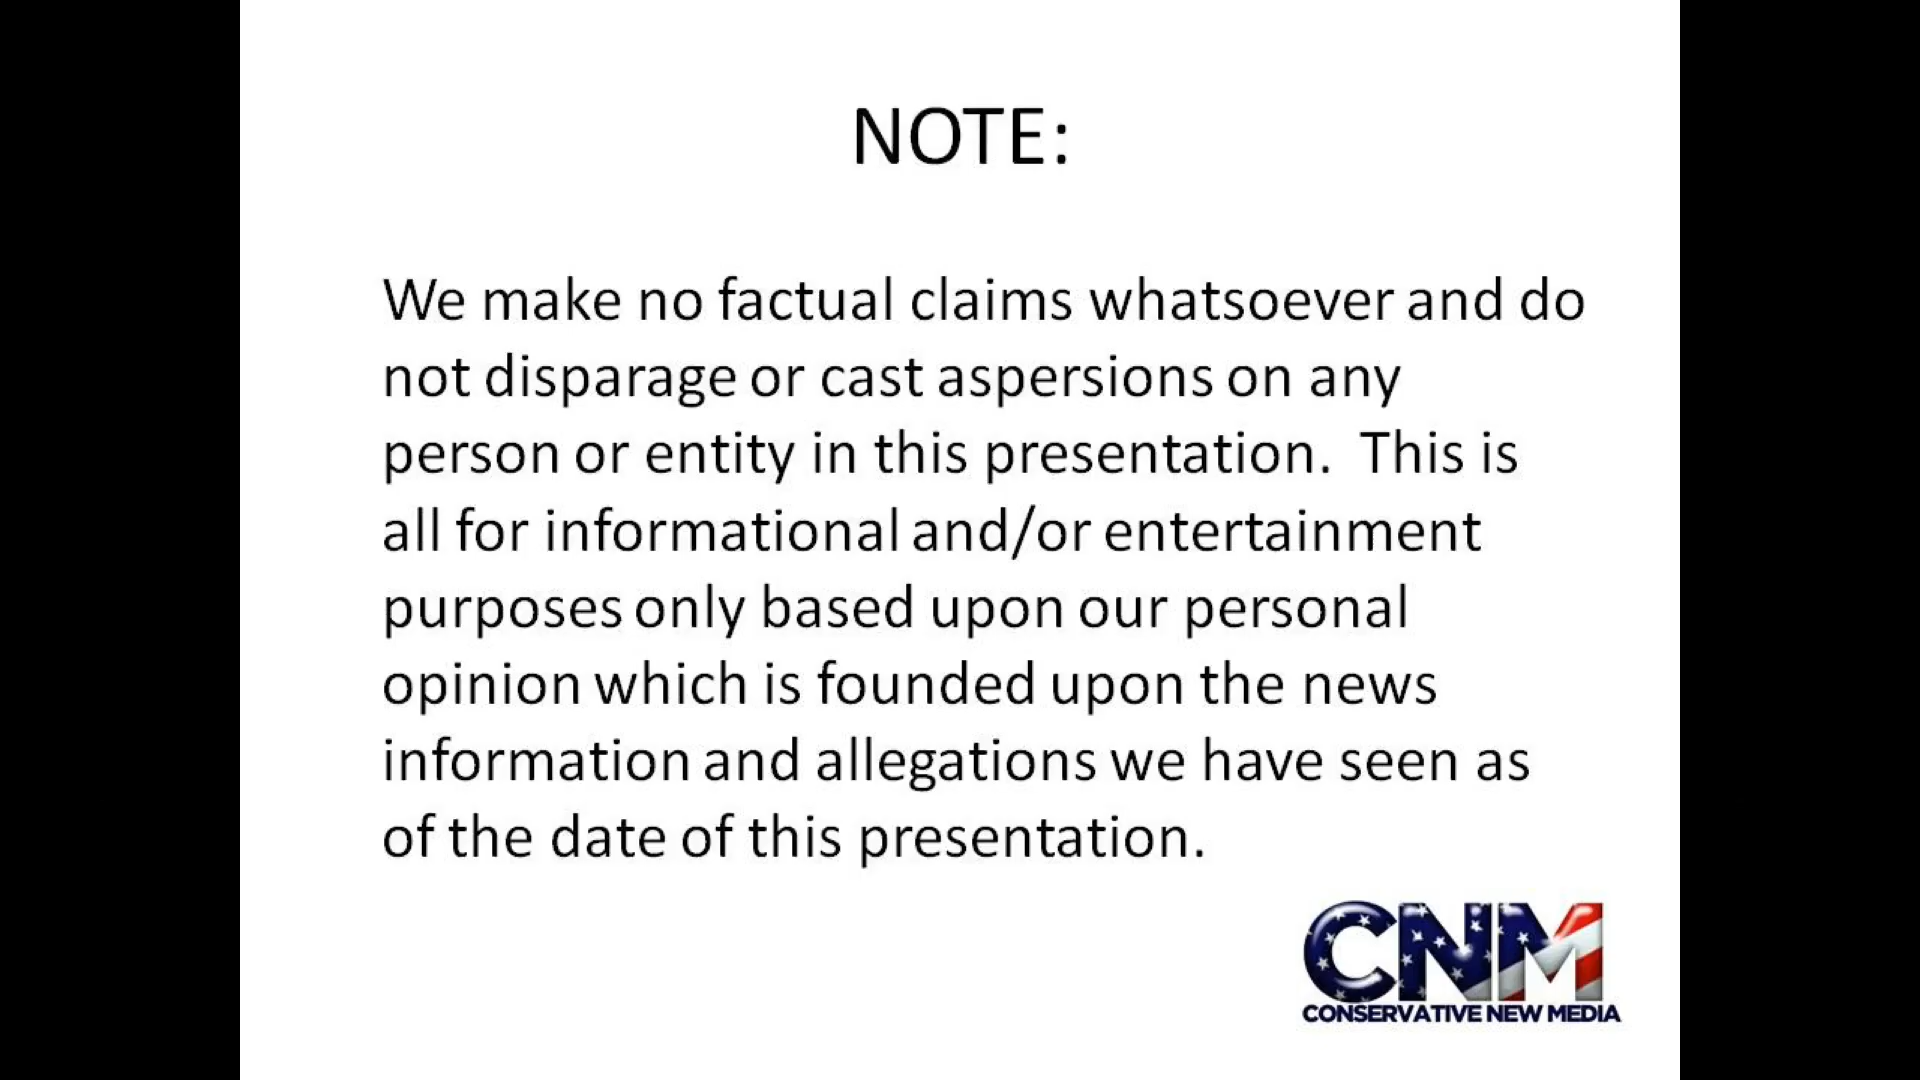 NOTE:
We make no factual claims whatsoever and do
not disparage or cast aspersions on any
person or entity in this presentation.  This is
all for informational and/or entertainment
purposes only based upon our personal
opinion which is founded upon the news
information and allegations we have seen as
of the date of this presentation.
CNM
CONSERVATIVE NEW MEDIA